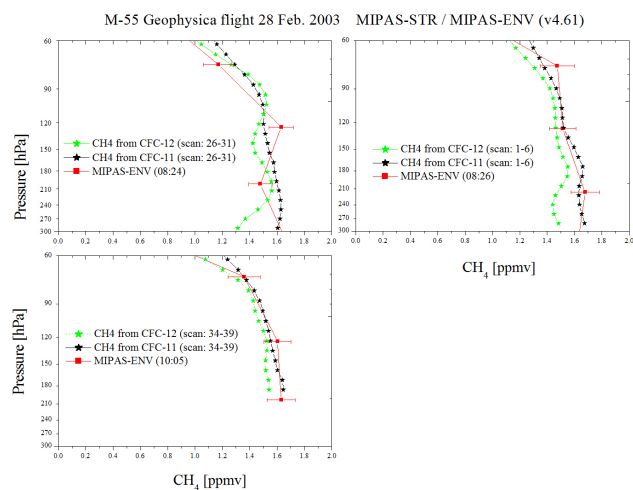 M-55 Geophysica flight 28 Feb. 2003 MIPAS-STR / MIPAS-ENV (v4.61)
Pressure [hPa]
60
90
120
150
180
210
240
270
300
CH4 from CFC-12 (scan: 26-31)
CH4 from CFC-11 (scan: 26-31)
MIPAS-ENV (08:24)
0.0 0.2 0.4 0.6 0.8 1.0 1.2 1.4 1.6 1.8 2.0
Pressure [hPa]
60
90
120
150
180
210
240
270
300
CH4 from CFC-12 (scan: 1-6)
CH4 from CFC-11 (scan: 1-6)
MIPAS-ENV (08:26)
0.0 0.2 0.4 0.6 0.8 1.0 1.2 1.4 1.6 1.8 2.0
CH4 [ppmv]
Pressure [hPa]
60
90
120
150
180
210
240
270
300
CH4 from CFC-12 (scan: 34-39)
CH4 from CFC-11 (scan: 34-39)
MIPAS-ENV (10:05)
0.0 0.2 0.4 0.6 0.8 1.0 1.2 1.4 1.6 1.8 2.0
CH4 [ppmv]